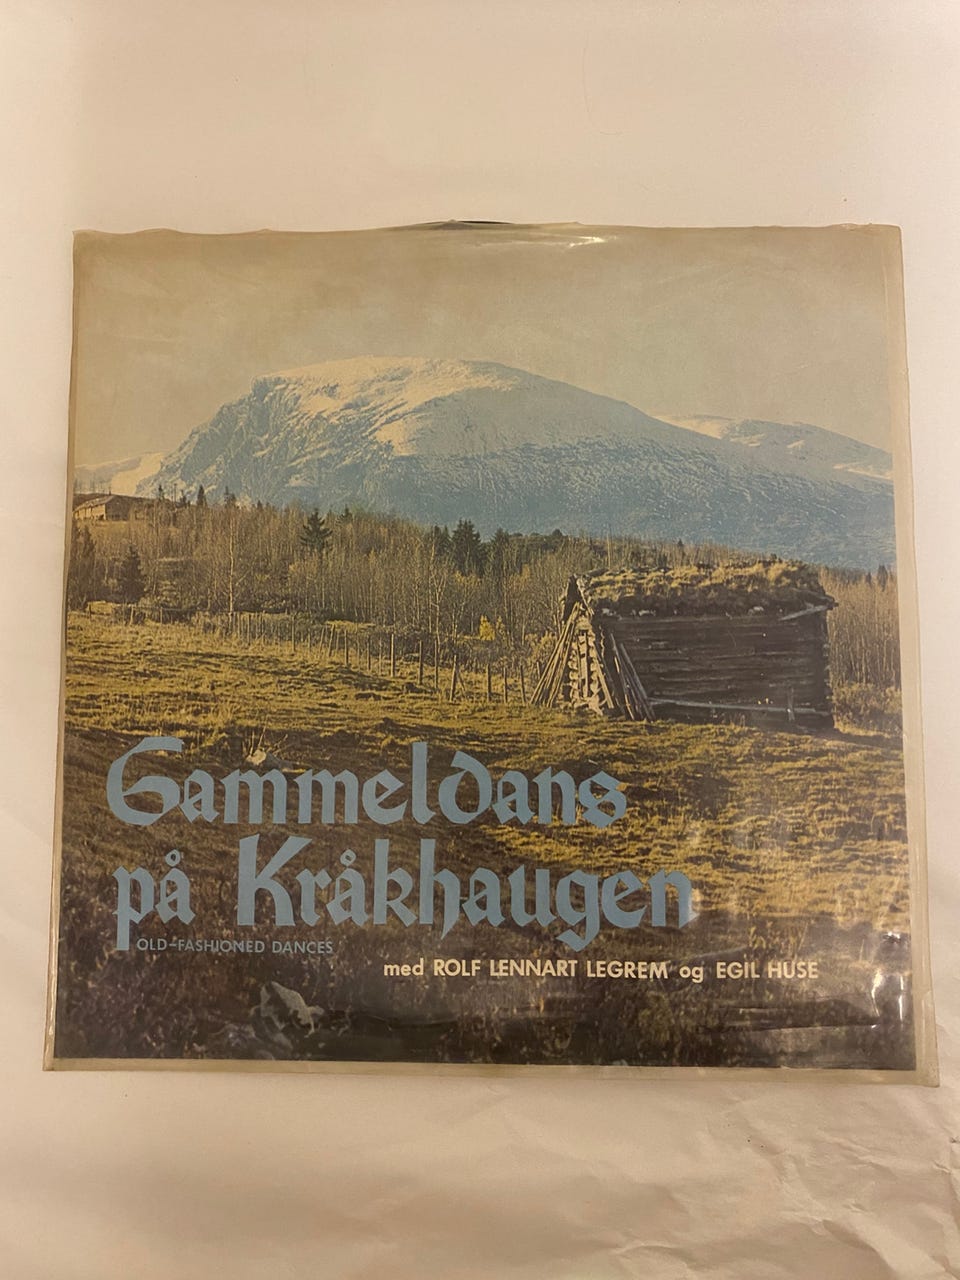 Gammeldans
på Kråkhaugen
OLD-FASHIONED DANCES
med ROLF LENNART LEGREM og EGIL HUSE